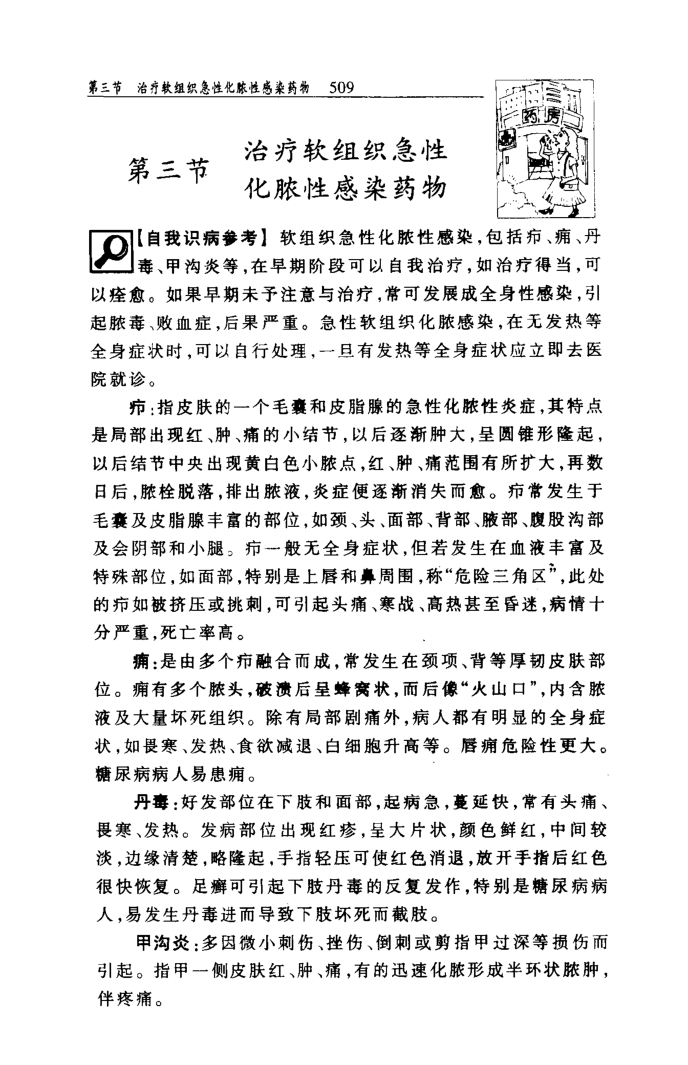 第三节 治疗软组织急性化脓性感染药物 509
第三节
治疗软组织急性
化脓性感染药物
药房
【自我识病参考】 软组织急性化脓性感染,包括疖、痈、丹
毒、甲沟炎等,在早期阶段可以自我治疗,如治疗得当,可
以痊愈。如果早期未予注意与治疗,常可发展成全身性感染,引
起脓毒、败血症,后果严重。急性软组织化脓感染,在无发热等
全身症状时,可以自行处理,一旦有发热等全身症状应立即去医
院就诊。
疖:指皮肤的一个毛囊和皮脂腺的急性化脓性炎症,其特点
是局部出现红、肿、痛的小结节,以后逐渐肿大,呈圆锥形隆起,
以后结节中央出现黄白色小脓点,红、肿、痛范围有所扩大,再数
日后,脓栓脱落,排出脓液,炎症便逐渐消失而愈。疖常发生于
毛囊及皮脂腺丰富的部位,如颈、头、面部、背部、腋部、腹股沟部
及会阴部和小腿。疖一般无全身症状,但若发生在血液丰富及
特殊部位,如面部,特别是上唇和鼻周围,称“危险三角区”,此处
的疖如被挤压或挑刺,可引起头痛、寒战、高热甚至昏迷,病情十
分严重,死亡率高。
痈:是由多个疖融合而成,常发生在颈项、背等厚韧皮肤部
位。痈有多个脓头,破溃后呈蜂窝状,而后像“火山口”,内含脓
液及大量坏死组织。除有局部剧痛外,病人都有明显的全身症
状,如畏寒、发热、食欲减退、白细胞升高等。唇痈危险性更大。
糖尿病病人易患痈。
丹毒:好发部位在下肢和面部,起病急,蔓延快,常有头痛、
畏寒、发热。发病部位出现红疹,呈大片状,颜色鲜红,中间较
淡,边缘清楚,略隆起,手指轻压可使红色消退,放开手指后红色
很快恢复。足癣可引起下肢丹毒的反复发作,特别是糖尿病病
人,易发生丹毒进而导致下肢坏死而截肢。
甲沟炎:多因微小刺伤、挫伤、倒刺或剪指甲过深等损伤而
引起。指甲一侧皮肤红、肿、痛,有的迅速化脓形成半环状脓肿,
伴疼痛。